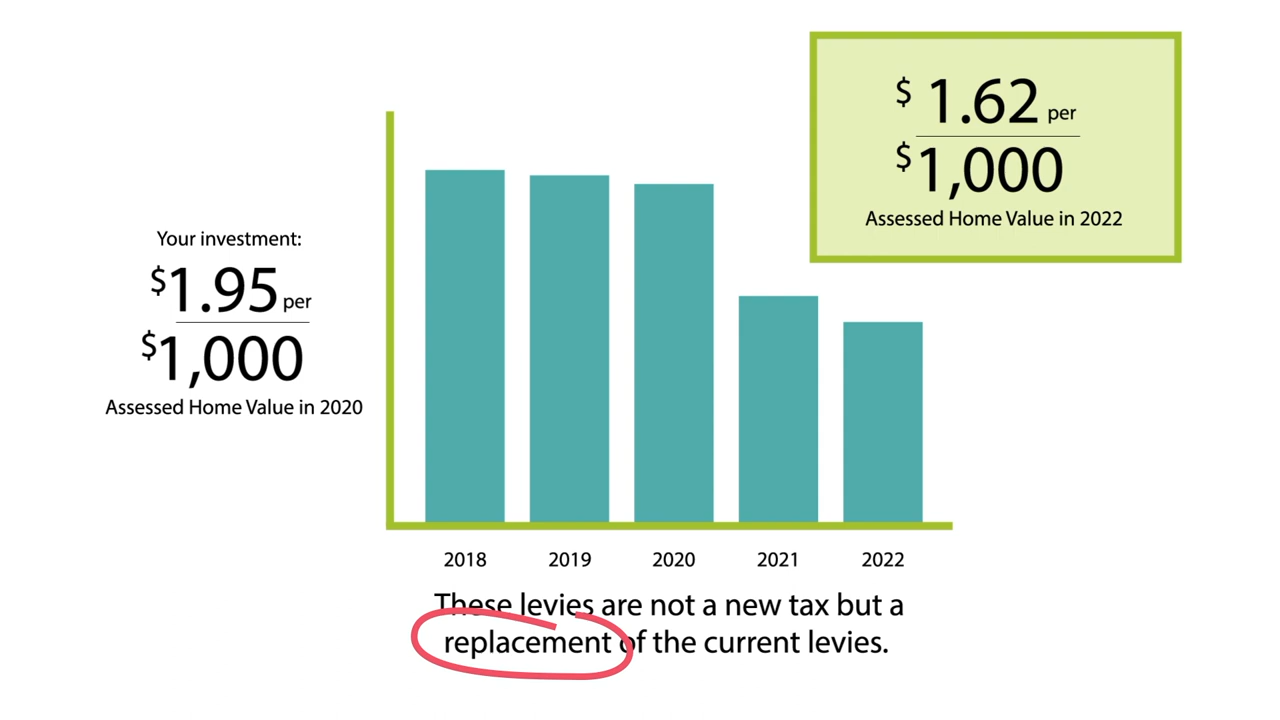 $1.62 per
$1,000
Assessed Home Value in 2022
Your investment:
$1.95 per
$1,000
Assessed Home Value in 2020
2018 2019 2020 2021 2022
These levies are not a new tax but a
replacement of the current levies.